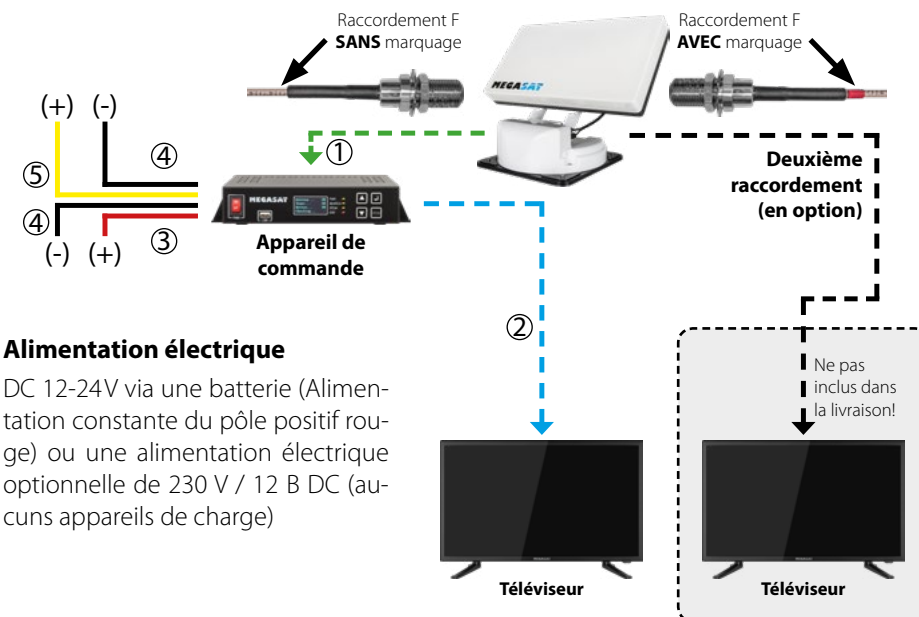 Raccordement F
SANS marquage
Raccordement F
AVEC marquage
MEGASAT
(+) (-)
④
①
⑤
④
③
(-) (+)
MEGASAT
Appareil de
commande
Deuxième
raccordement
(en option)
②
Alimentation électrique
DC 12-24V via une batterie (Alimen-
tation constante du pôle positif rou-
ge) ou une alimentation électrique
optionnelle de 230 V / 12 B DC (au-
cuns appareils de charge)
Ne pas
inclus dans
la livraison!
Téléviseur
Téléviseur